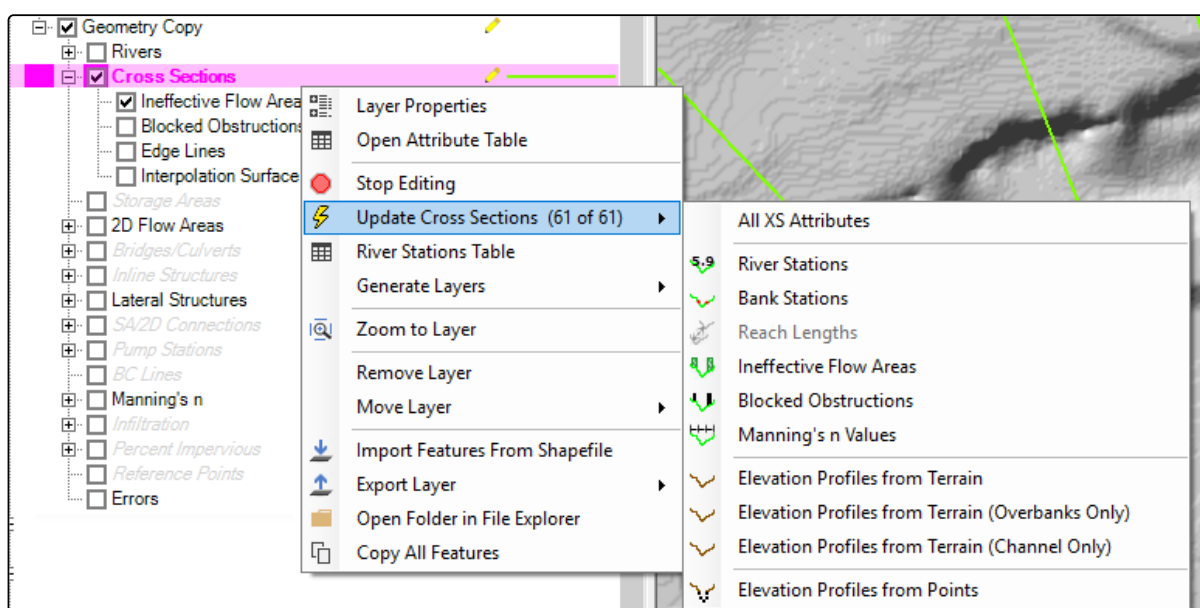 Geometry Copy
Rivers
Cross Sections
Ineffective Flow Area
Blocked Obstructions
Edge Lines
Interpolation Surface
Storage Areas
2D Flow Areas
Bridges/Culverts
Inline Structures
Lateral Structures
SA/2D Connections
Pump Stations
BC Lines
Manning's n
Infiltration
Percent Impervious
Reference Points
Errors
Layer Properties
Open Attribute Table
Stop Editing
Update Cross Sections (61 of 61)
River Stations Table
Generate Layers
Zoom to Layer
Remove Layer
Move Layer
Import Features From Shapefile
Export Layer
Open Folder in File Explorer
Copy All Features
All XS Attributes
5.9 River Stations
Bank Stations
Reach Lengths
Ineffective Flow Areas
Blocked Obstructions
Manning's n Values
Elevation Profiles from Terrain
Elevation Profiles from Terrain (Overbanks Only)
Elevation Profiles from Terrain (Channel Only)
Elevation Profiles from Points